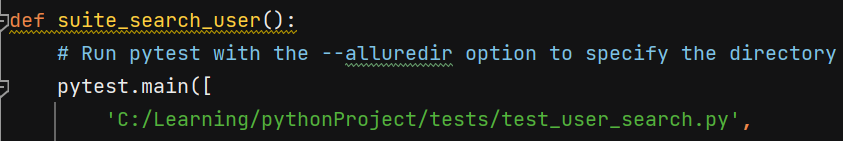 def suite_search_user():
# Run pytest with the --alluredir option to specify the directory
pytest.main([
'C:/Learning/pythonProject/tests/test_user_search.py',